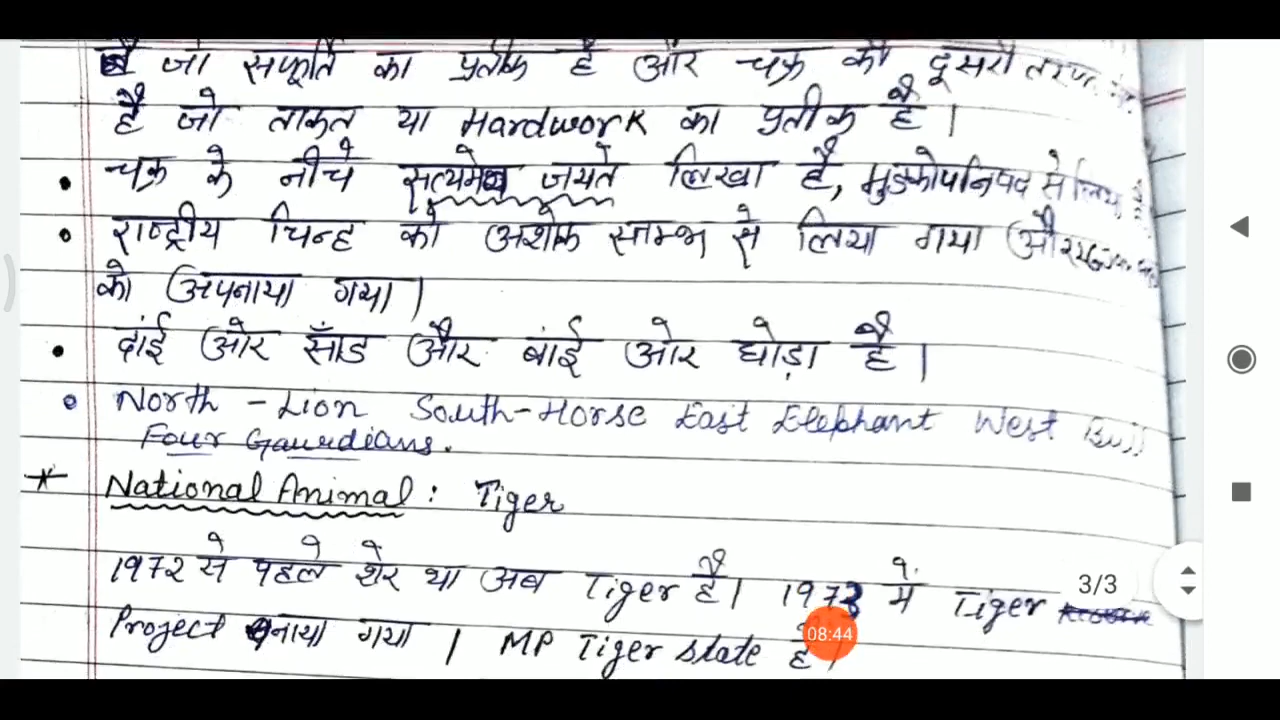 है जो स्फूर्ति का प्रतीक है और चक्र की दूसरी तरफ
है जो ताकत या Hardwork का प्रतीक है।
• चक्र के नीचे सत्यमेव जयते लिखा है, मुडकोपनिषद से लिया है
• राष्ट्रीय चिन्ह को अशोक स्तम्भ से लिया गया और
को अपनाया गया।
• दांई ओर साँड और बांई ओर घोड़ा है।
• North - Lion South-Horse East Elephant West Bull
Four Gaurdians.
* National Animal: Tiger
1972 से पहले शेर था अब Tiger है। 1973 में Tiger
Project बनाया गया। MP Tiger state है।
3/3
08:44